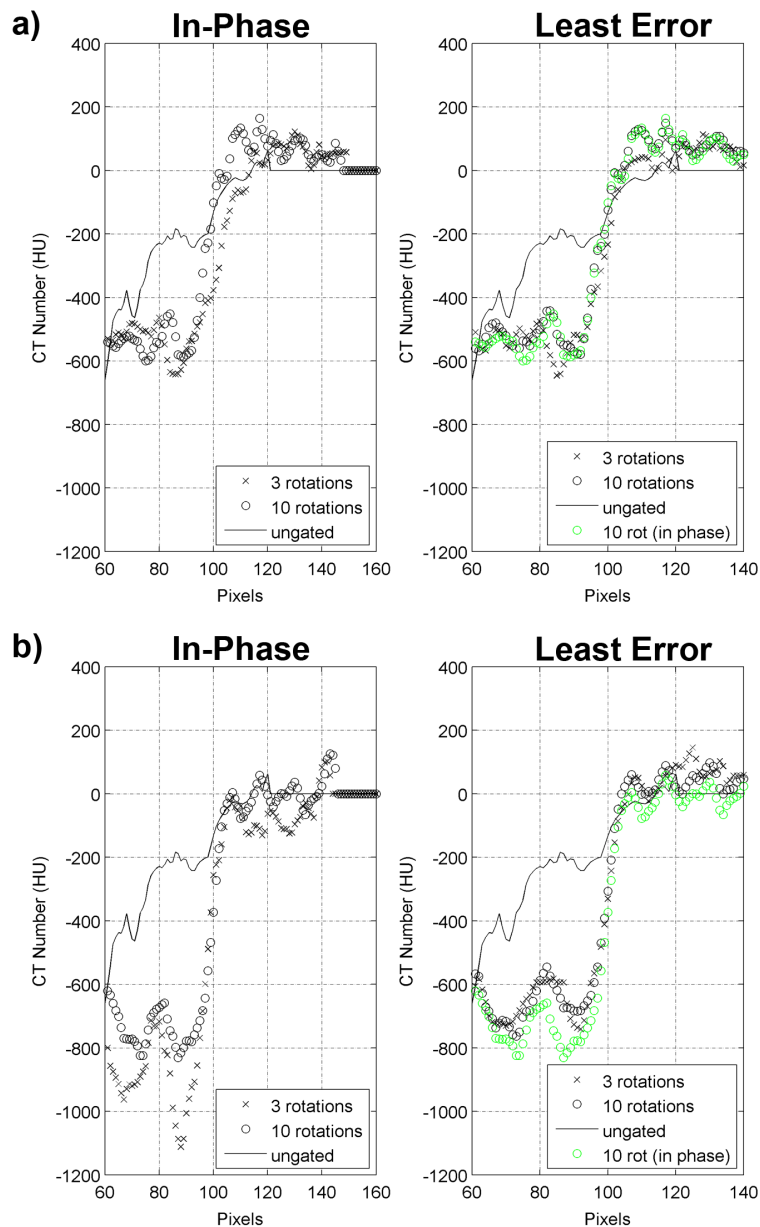 a)
In-Phase
Least Error
400
200
0
-200
-400
-600
-800
-1000
-1200
CT Number (HU)
60
80
100
120
140
160
Pixels
3 rotations
10 rotations
ungated
400
200
0
-200
-400
-600
-800
-1000
-1200
CT Number (HU)
60
80
100
120
140
Pixels
3 rotations
10 rotations
ungated
10 rot (in phase)
b)
In-Phase
Least Error
400
200
0
-200
-400
-600
-800
-1000
-1200
CT Number (HU)
60
80
100
120
140
160
Pixels
3 rotations
10 rotations
ungated
400
200
0
-200
-400
-600
-800
-1000
-1200
CT Number (HU)
60
80
100
120
140
Pixels
3 rotations
10 rotations
ungated
10 rot (in phase)